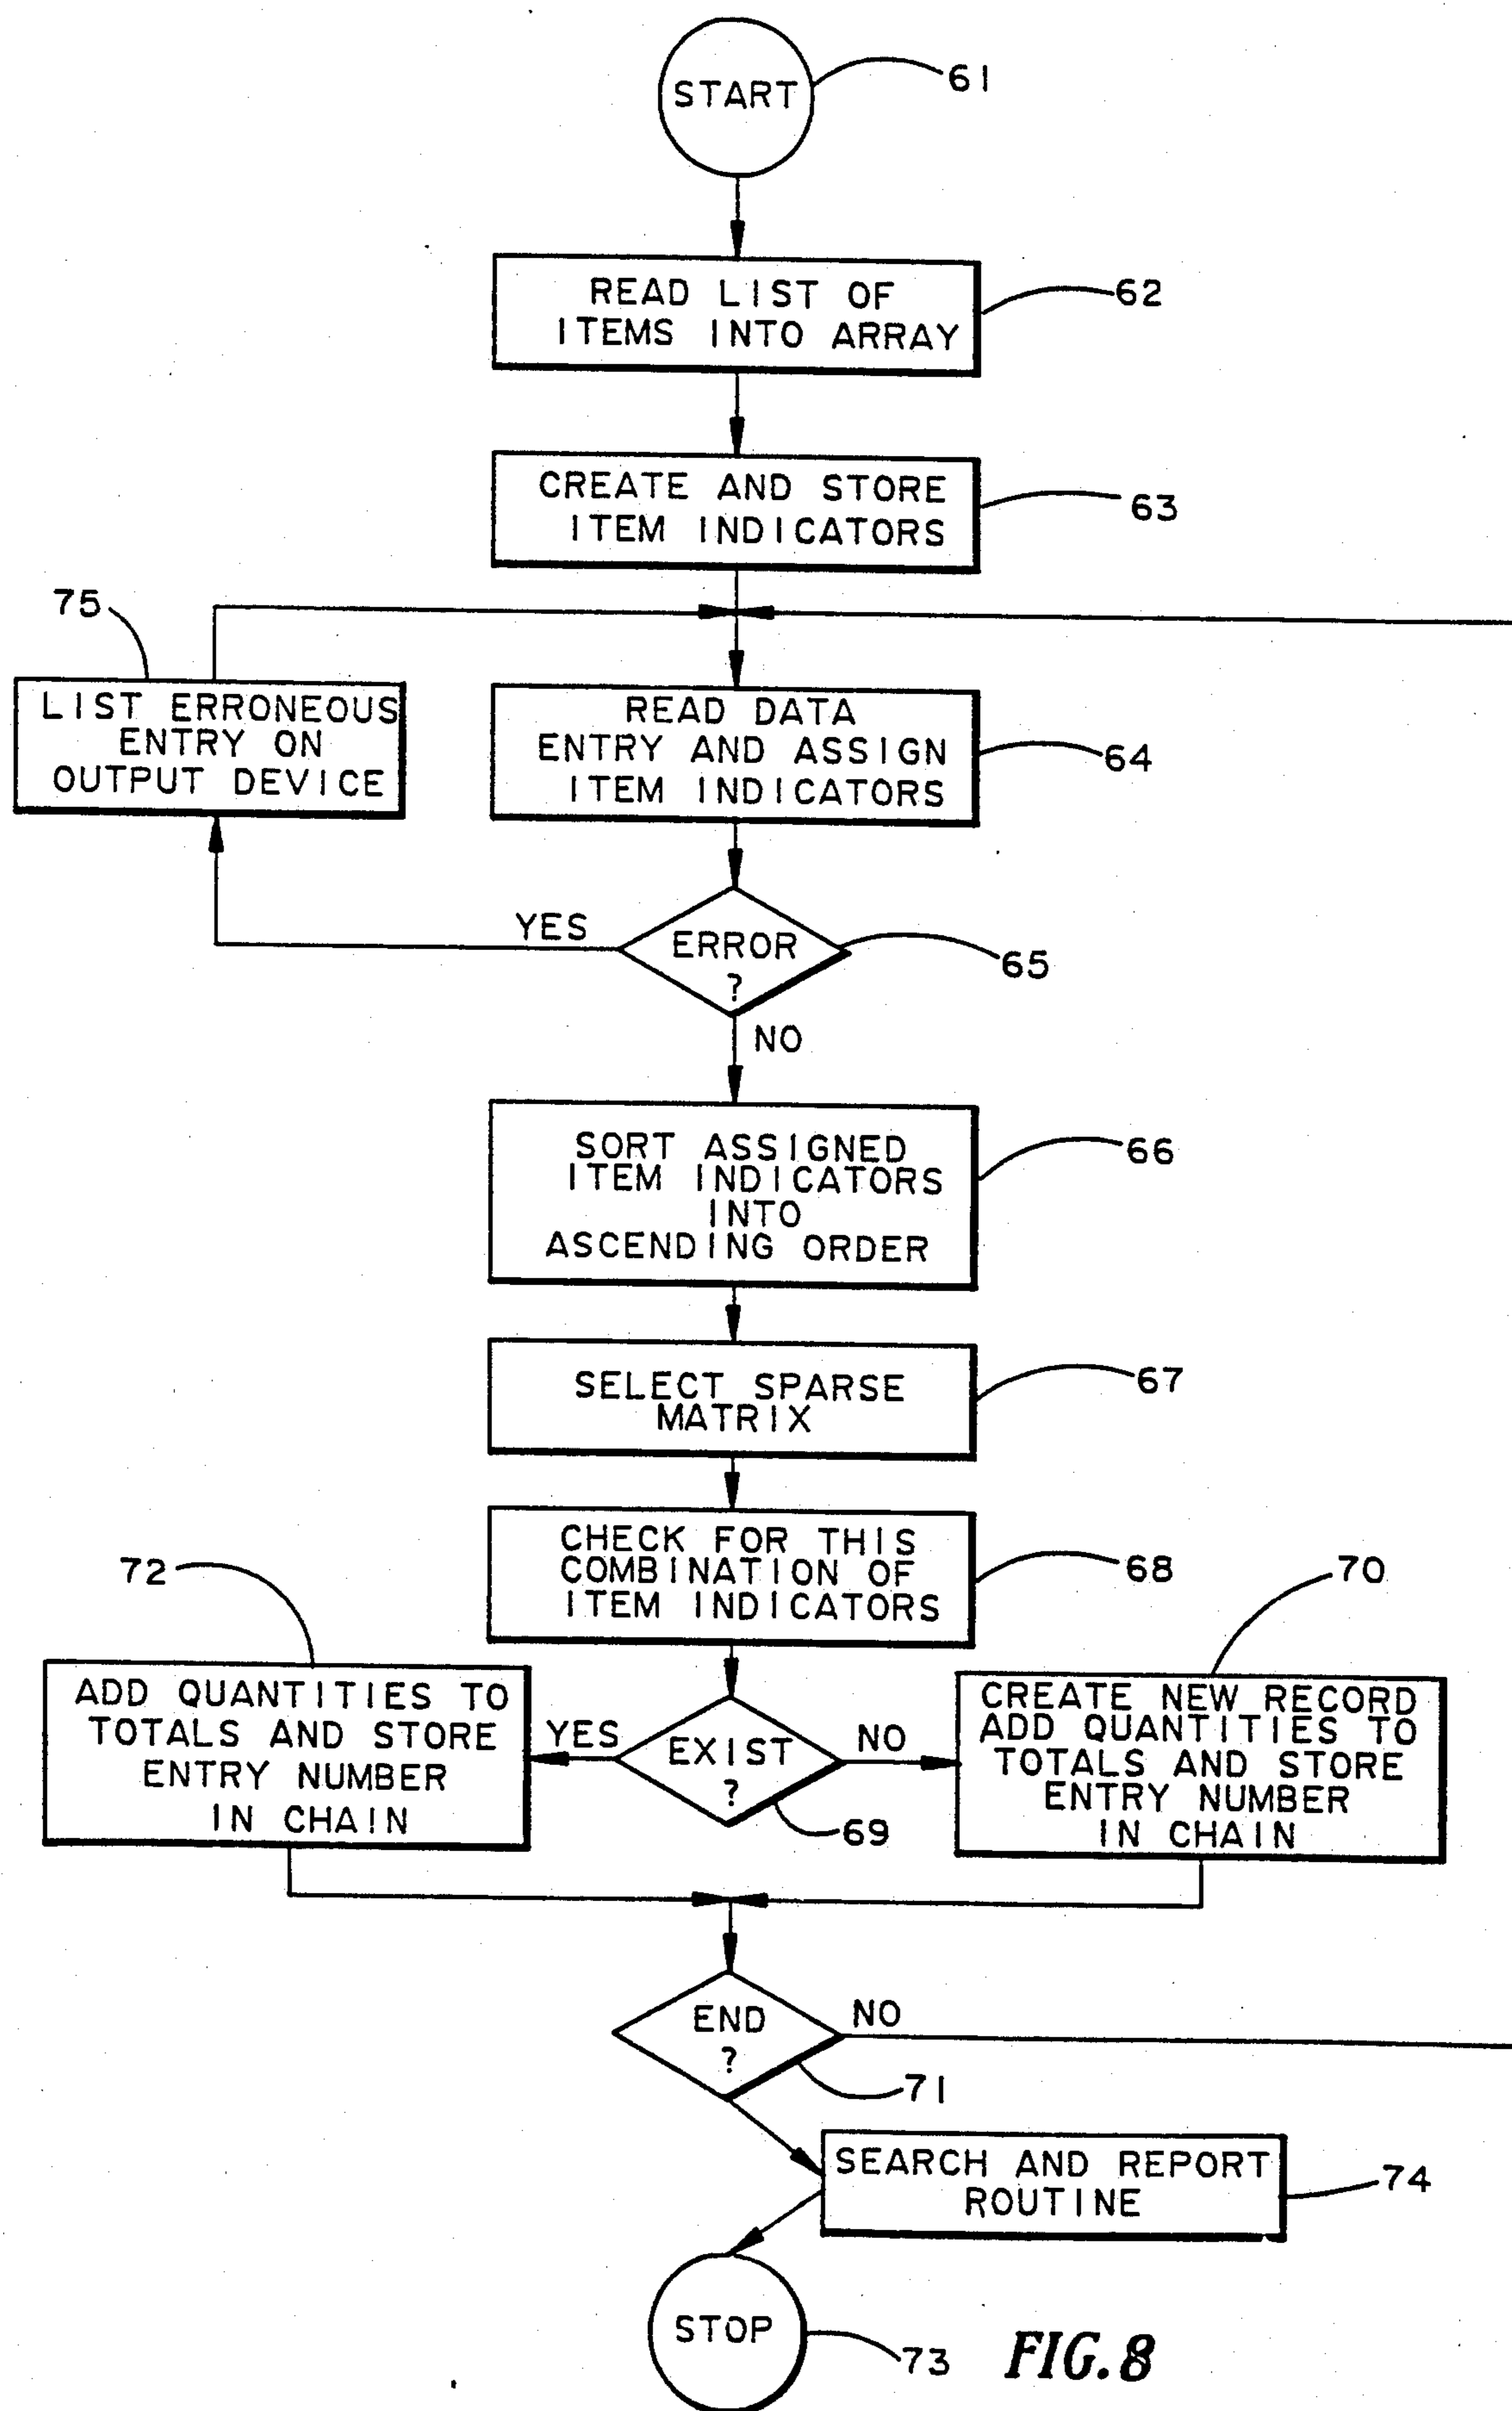 START
61
READ LIST OF
ITEMS INTO ARRAY
62
CREATE AND STORE
ITEM INDICATORS
63
75
LIST ERRONEOUS
ENTRY ON
OUTPUT DEVICE
READ DATA
ENTRY AND ASSIGN
ITEM INDICATORS
64
YES
ERROR
?
65
NO
SORT ASSIGNED
ITEM INDICATORS
INTO
ASCENDING ORDER
66
SELECT SPARSE
MATRIX
67
CHECK FOR THIS
COMBINATION OF
ITEM INDICATORS
68
72
ADD QUANTITIES TO
TOTALS AND STORE
ENTRY NUMBER
IN CHAIN
YES
EXIST
?
69
NO
70
CREATE NEW RECORD
ADD QUANTITIES TO
TOTALS AND STORE
ENTRY NUMBER
IN CHAIN
END
?
NO
71
SEARCH AND REPORT
ROUTINE
74
STOP
73
FIG. 8